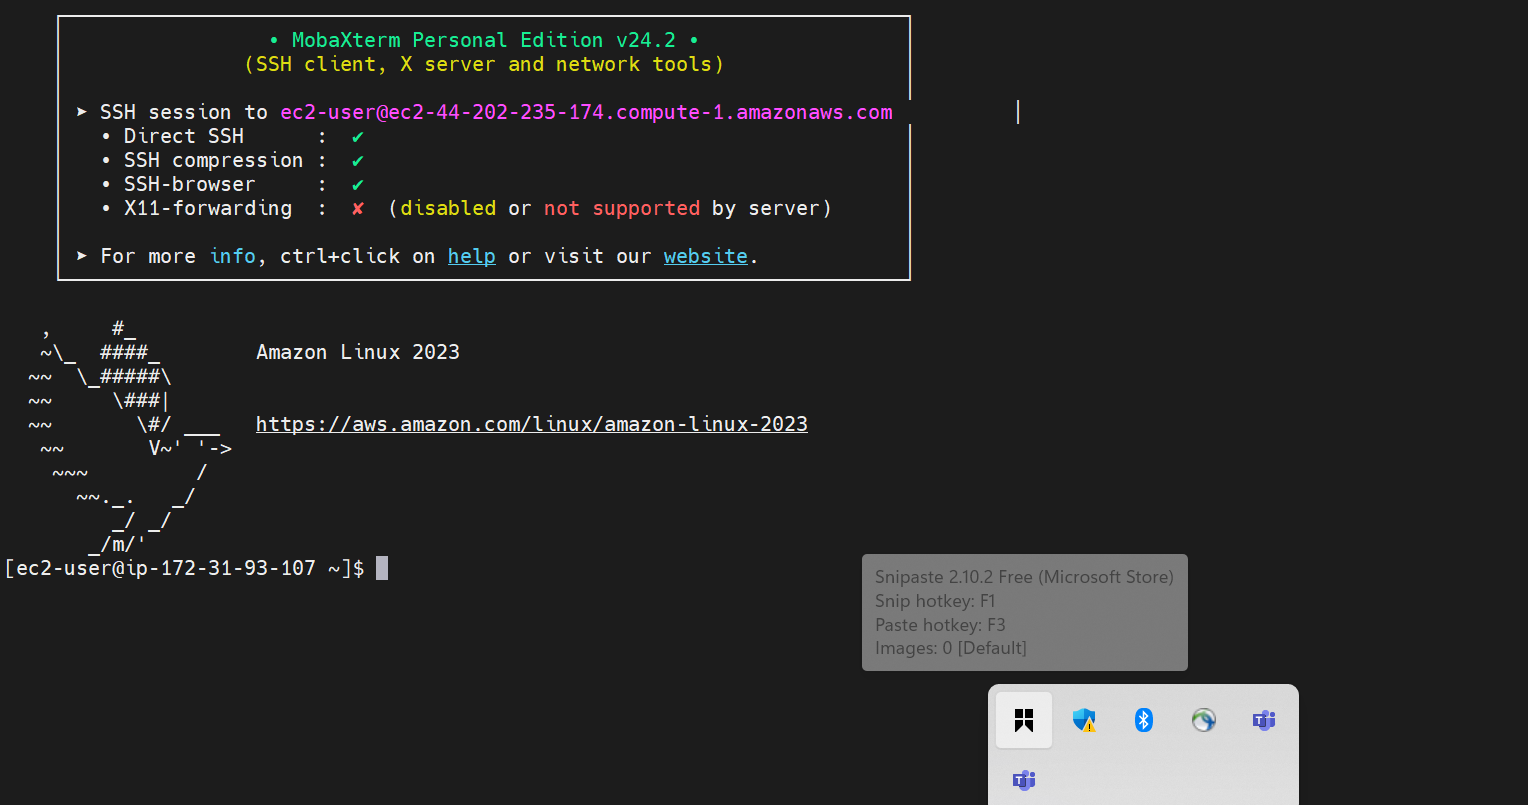 • MobaXterm Personal Edition v24.2 •
(SSH client, X server and network tools)
➤ SSH session to ec2-user@ec2-44-202-235-174.compute-1.amazonaws.com
• Direct SSH : ✔
• SSH compression : ✔
• SSH-browser : ✔
• X11-forwarding : ✘ (disabled or not supported by server)
➤ For more info, ctrl+click on help or visit our website.
   ,     #_
   ~\_  ####_        Amazon Linux 2023
  ~~  \_#####\
  ~~     \###|
  ~~       \#/ ___   https://aws.amazon.com/linux/amazon-linux-2023
   ~~       V~' '->
    ~~~         /
      ~~._.   _/
         _/ _/
       _/m/'
[ec2-user@ip-172-31-93-107 ~]$
Snipaste 2.10.2 Free (Microsoft Store)
Snip hotkey: F1
Paste hotkey: F3
Images: 0 [Default]